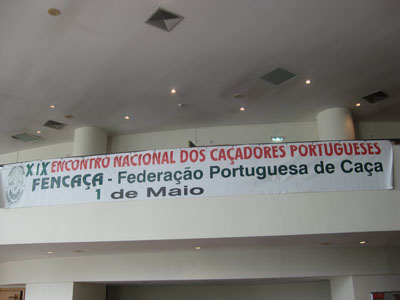 XIX ENCONTRO NACIONAL DOS CAÇADORES PORTUGUESES
FENCAÇA - Federação Portuguesa de Caça
1 de Maio